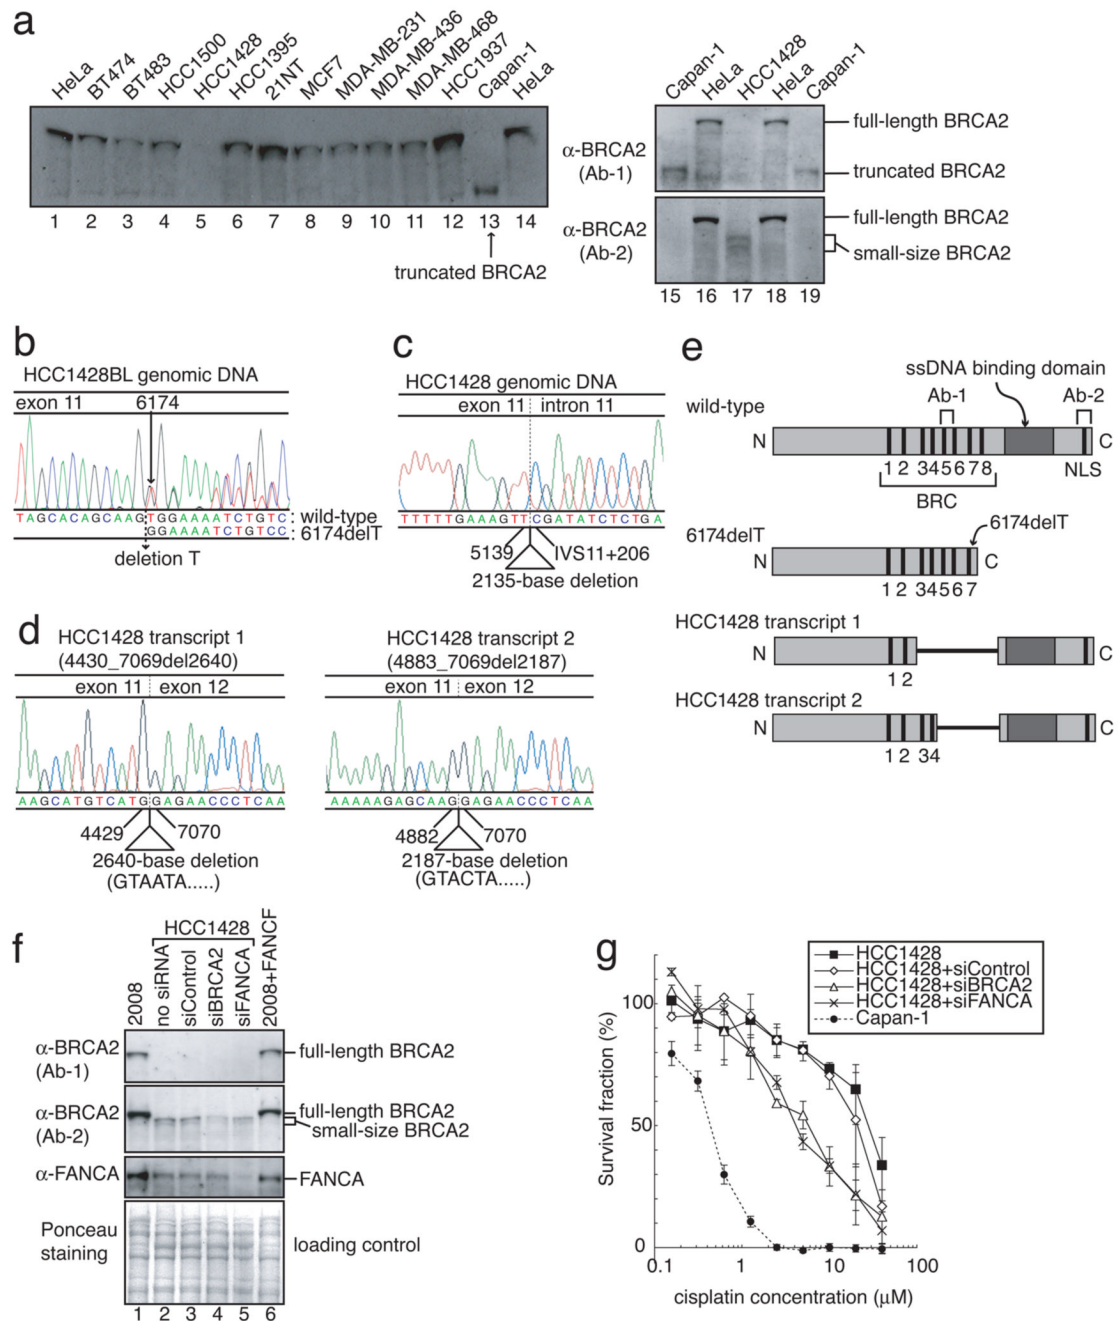 a
HeLa BT474 BT483 HCC1500 HCC1428 HCC1395 21NT MCF7 MDA-MB-231 MDA-MB-436 MDA-MB-468 HCC1937 Capan-1 HeLa
1 2 3 4 5 6 7 8 9 10 11 12 13 14
truncated BRCA2
Capan-1 HeLa HCC1428 HeLa Capan-1
α-BRCA2
(Ab-1)
full-length BRCA2
truncated BRCA2
α-BRCA2
(Ab-2)
full-length BRCA2
small-size BRCA2
15 16 17 18 19
b
HCC1428BL genomic DNA
exon 11 6174
TAGCACAGCAAGTGGAAAATCTGTC wild-type
GGAAAATCTGTCC 6174delT
deletion T
c
HCC1428 genomic DNA
exon 11 intron 11
TTTTTGAAAGTTCGATATCTCTGA
5139 IVS11+206
2135-base deletion
d
HCC1428 transcript 1
(4430_7069del2640)
exon 11 exon 12
AAGCATGTCATGGAGAACCCTCAA
4429 7070
2640-base deletion
(GTAATA.....)
HCC1428 transcript 2
(4883_7069del2187)
exon 11 exon 12
AAAAAGAGCAAGGAGAACCCTCAA
4882 7070
2187-base deletion
(GTACTA.....)
e
ssDNA binding domain
wild-type Ab-1 Ab-2
N C
1 2 345678 NLS
BRC
6174delT 6174delT
N C
1 2 34567
HCC1428 transcript 1
N C
1 2
HCC1428 transcript 2
N C
1 2 34
f
HCC1428
2008 no siRNA siControl siBRCA2 siFANCA 2008+FANCF
α-BRCA2
(Ab-1)
full-length BRCA2
α-BRCA2
(Ab-2)
full-length BRCA2
small-size BRCA2
α-FANCA FANCA
Ponceau
staining
loading control
1 2 3 4 5 6
g
HCC1428
HCC1428+siControl
HCC1428+siBRCA2
HCC1428+siFANCA
Capan-1
Survival fraction (%)
100
50
0
0.1 1 10 100
cisplatin concentration (μM)